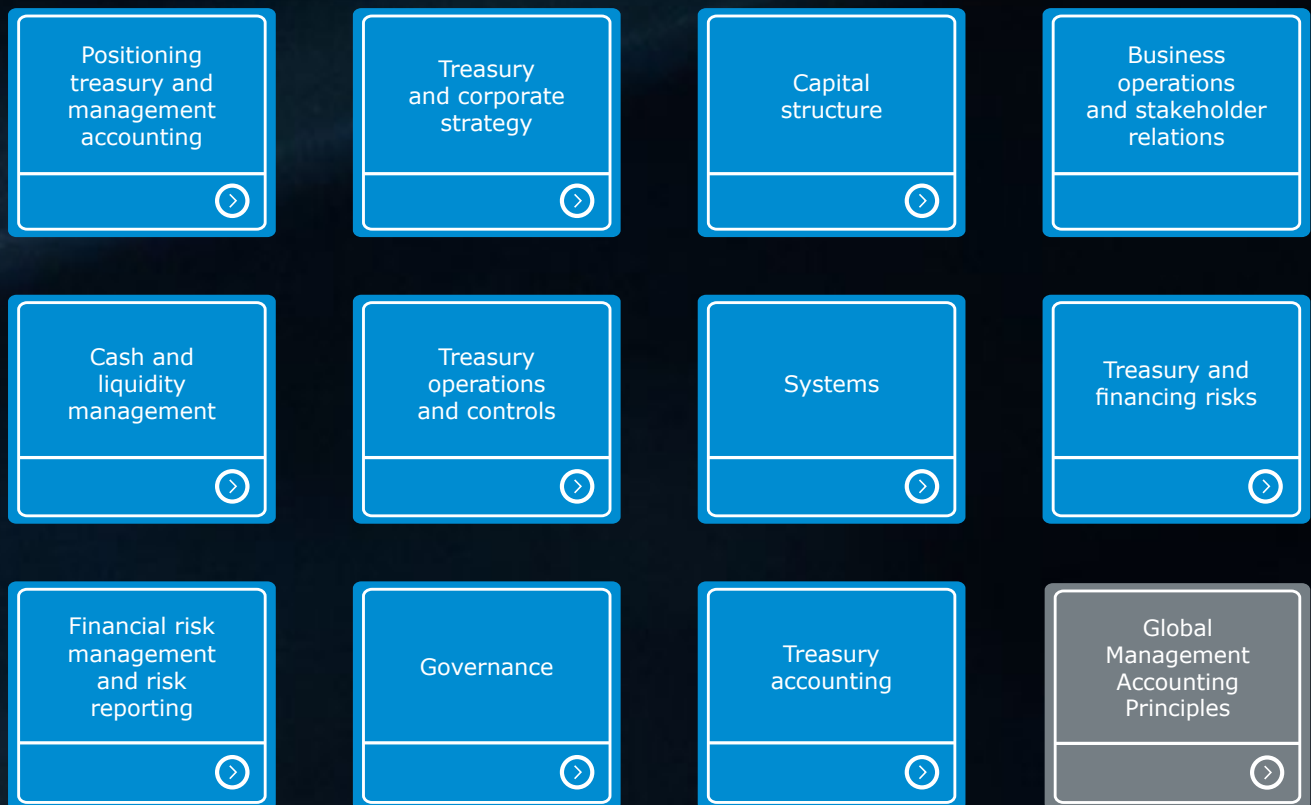 Positioning
treasury and
management
accounting
Treasury
and corporate
strategy
Capital
structure
Business
operations
and stakeholder
relations
Cash and
liquidity
management
Treasury
operations
and controls
Systems
Treasury and
financing risks
Financial risk
management
and risk
reporting
Governance
Treasury
accounting
Global
Management
Accounting
Principles